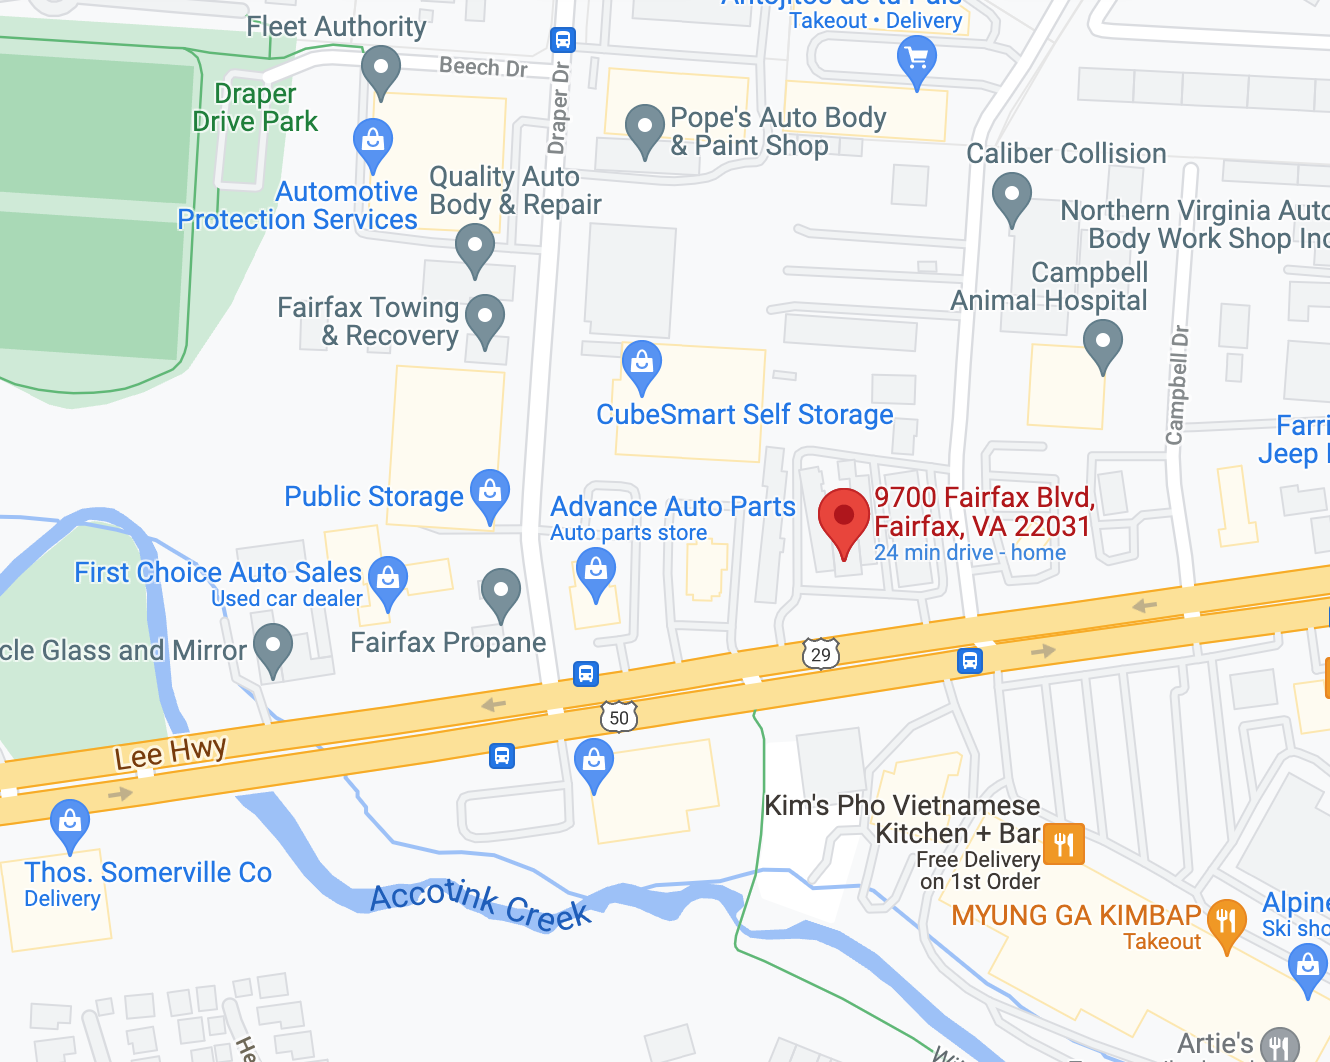 Antojitos de tu País
Takeout • Delivery
Fleet Authority
Beech Dr
Draper Dr
Draper
Drive Park
Pope's Auto Body
& Paint Shop
Caliber Collision
Automotive
Protection Services
Quality Auto
Body & Repair
Northern Virginia Auto
Body Work Shop Inc
Campbell
Animal Hospital
Fairfax Towing
& Recovery
Campbell Dr
CubeSmart Self Storage
Farri
Jeep
Public Storage
Advance Auto Parts
Auto parts store
9700 Fairfax Blvd,
Fairfax, VA 22031
24 min drive - home
First Choice Auto Sales
Used car dealer
Fairfax Propane
cle Glass and Mirror
29
50
Lee Hwy
Kim's Pho Vietnamese
Kitchen + Bar
Free Delivery
on 1st Order
Thos. Somerville Co
Delivery
Accotink Creek
MYUNG GA KIMBAP
Takeout
Alpine
Ski sho
Artie's
He
Wil